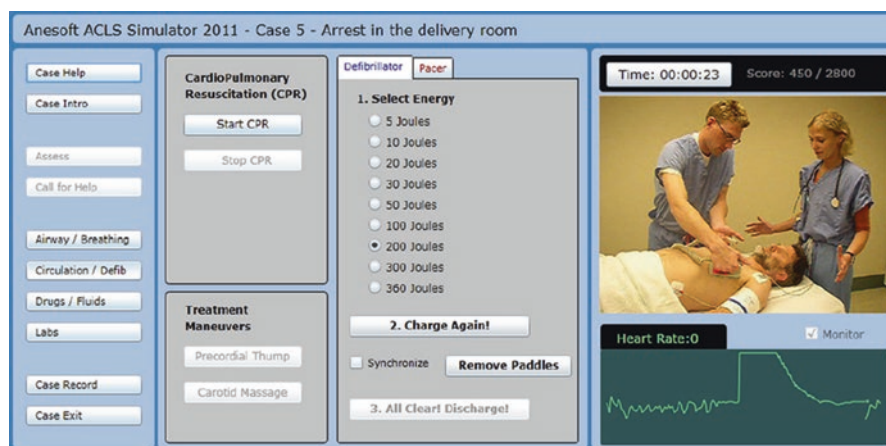 Anesoft ACLS Simulator 2011 - Case 5 - Arrest in the delivery room
Case Help
Case Intro
Assess
Call for Help
Airway / Breathing
Circulation / Defib
Drugs / Fluids
Labs
Case Record
Case Exit
CardioPulmonary
Resuscitation (CPR)
Start CPR
Stop CPR
Treatment
Maneuvers
Precordial Thump
Carotid Massage
Defibrillator
Pacer
1. Select Energy
5 Joules
10 Joules
20 Joules
30 Joules
50 Joules
100 Joules
200 Joules
300 Joules
360 Joules
2. Charge Again!
Synchronize
Remove Paddles
3. All Clear! Discharge!
Time: 00:00:23
Score: 450 / 2800
Heart Rate:0
Monitor